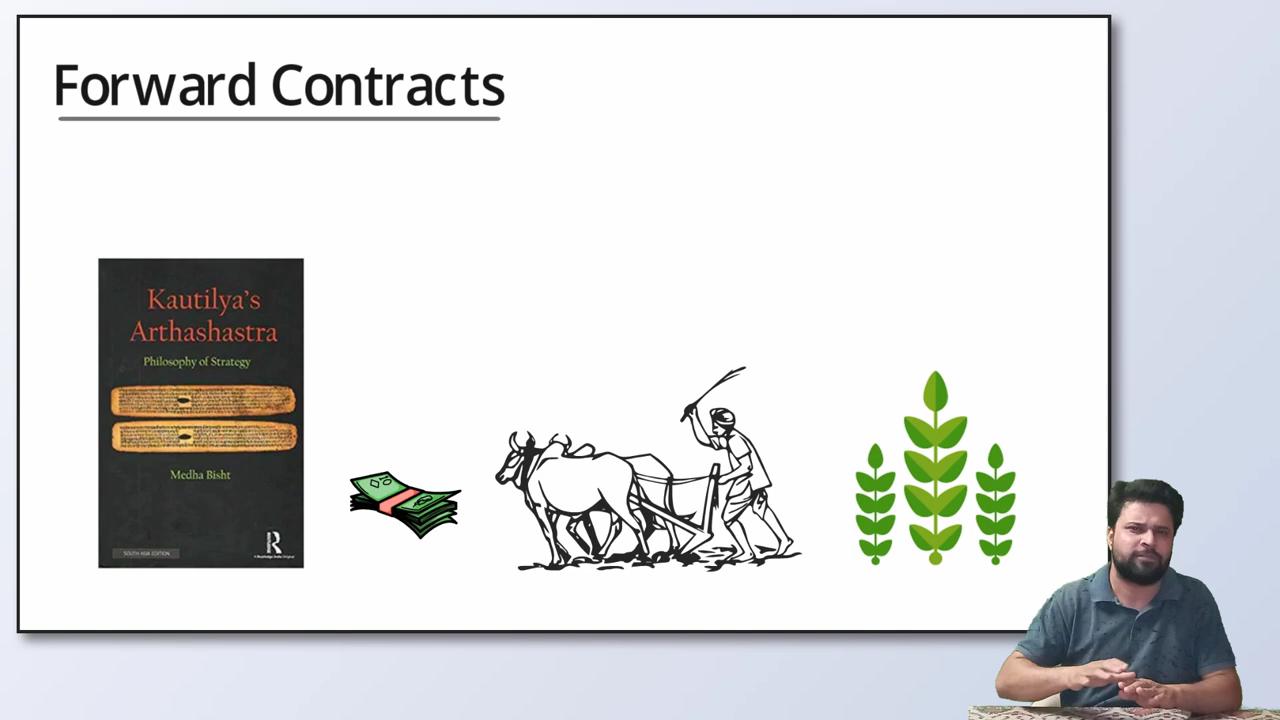 Forward Contracts
Kautilya's
Arthashastra
Philosophy of Strategy
Medha Bisht
SOUTH ASIA EDITION
R